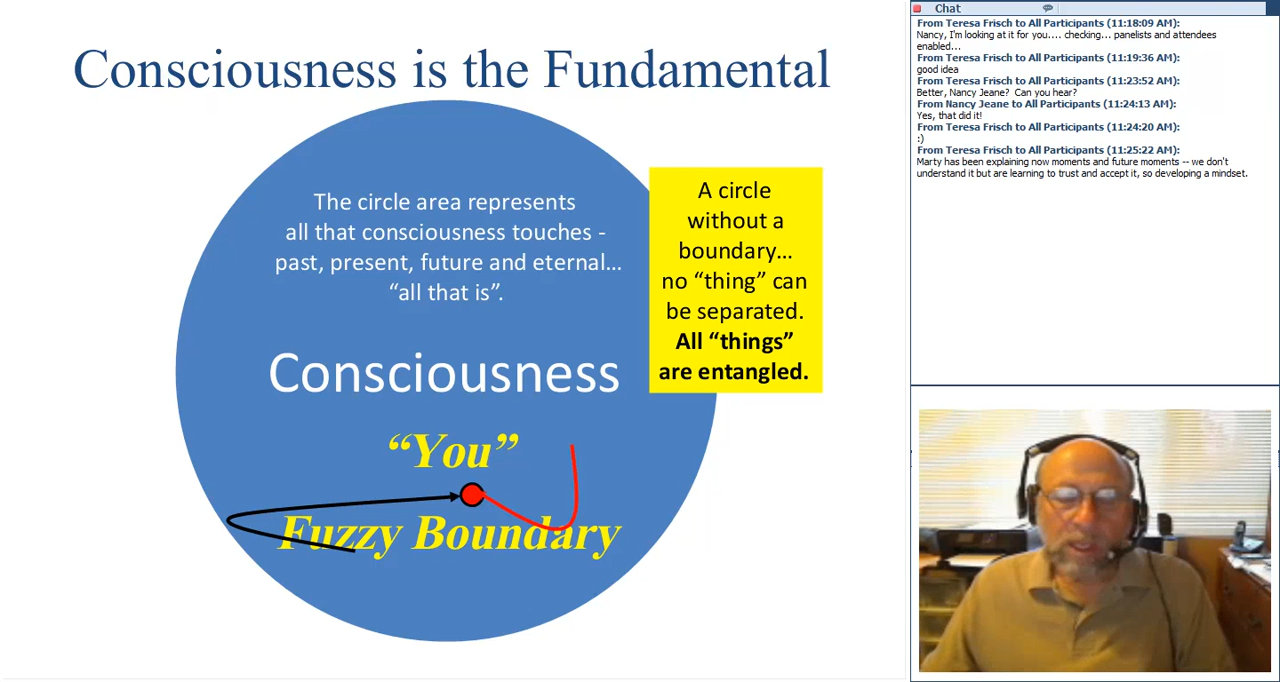 Consciousness is the Fundamental
The circle area represents
all that consciousness touches -
past, present, future and eternal…
“all that is”.
Consciousness
“You”
Fuzzy Boundary
A circle
without a
boundary…
no “thing” can
be separated.
All “things”
are entangled.
Chat
From Teresa Frisch to All Participants (11:18:09 AM):
Nancy, I'm looking at it for you.... checking... panelists and attendees
enabled...
From Teresa Frisch to All Participants (11:19:36 AM):
good idea
From Teresa Frisch to All Participants (11:23:52 AM):
Better, Nancy Jeane? Can you hear?
From Nancy Jeane to All Participants (11:24:13 AM):
Yes, that did it!
From Teresa Frisch to All Participants (11:24:20 AM):
:)
From Teresa Frisch to All Participants (11:25:22 AM):
Marty has been explaining now moments and future moments -- we don't
understand it but are learning to trust and accept it, so developing a mindset.